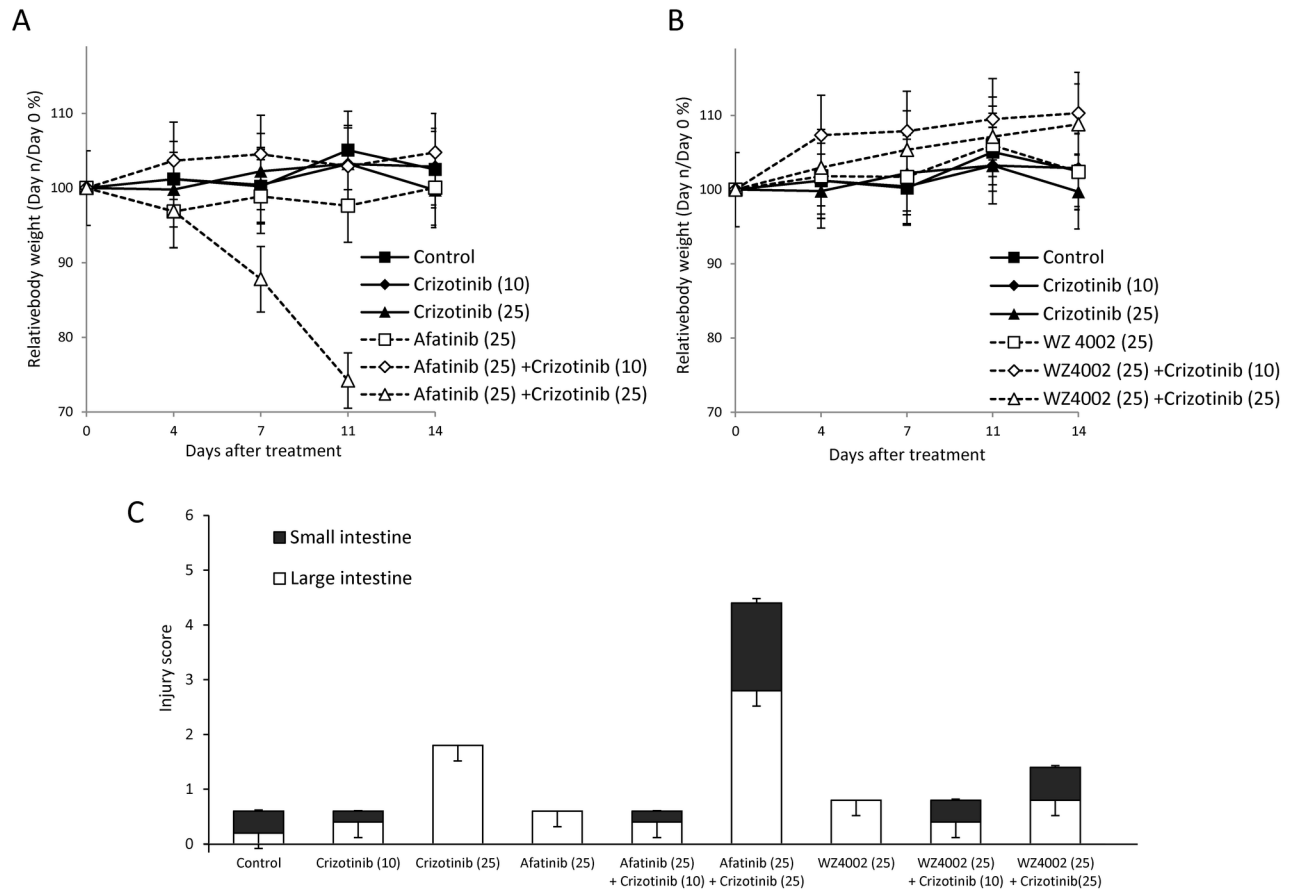 A
Relativebody weight (Day n/Day 0 %)
110
100
90
80
70
0 4 7 11 14
Days after treatment
Control
Crizotinib (10)
Crizotinib (25)
Afatinib (25)
Afatinib (25) +Crizotinib (10)
Afatinib (25) +Crizotinib (25)
B
Relativebody weight (Day n/Day 0 %)
110
100
90
80
70
0 4 7 11 14
Days after treatment
Control
Crizotinib (10)
Crizotinib (25)
WZ 4002 (25)
WZ4002 (25) +Crizotinib (10)
WZ4002 (25) +Crizotinib (25)
C
Injury score
6
5
4
3
2
1
0
Small intestine
Large intestine
Control
Crizotinib (10)
Crizotinib (25)
Afatinib (25)
Afatinib (25)
+ Crizotinib (10)
Afatinib (25)
+ Crizotinib (25)
WZ4002 (25)
WZ4002 (25)
+ Crizotinib (10)
WZ4002 (25)
+ Crizotinib(25)